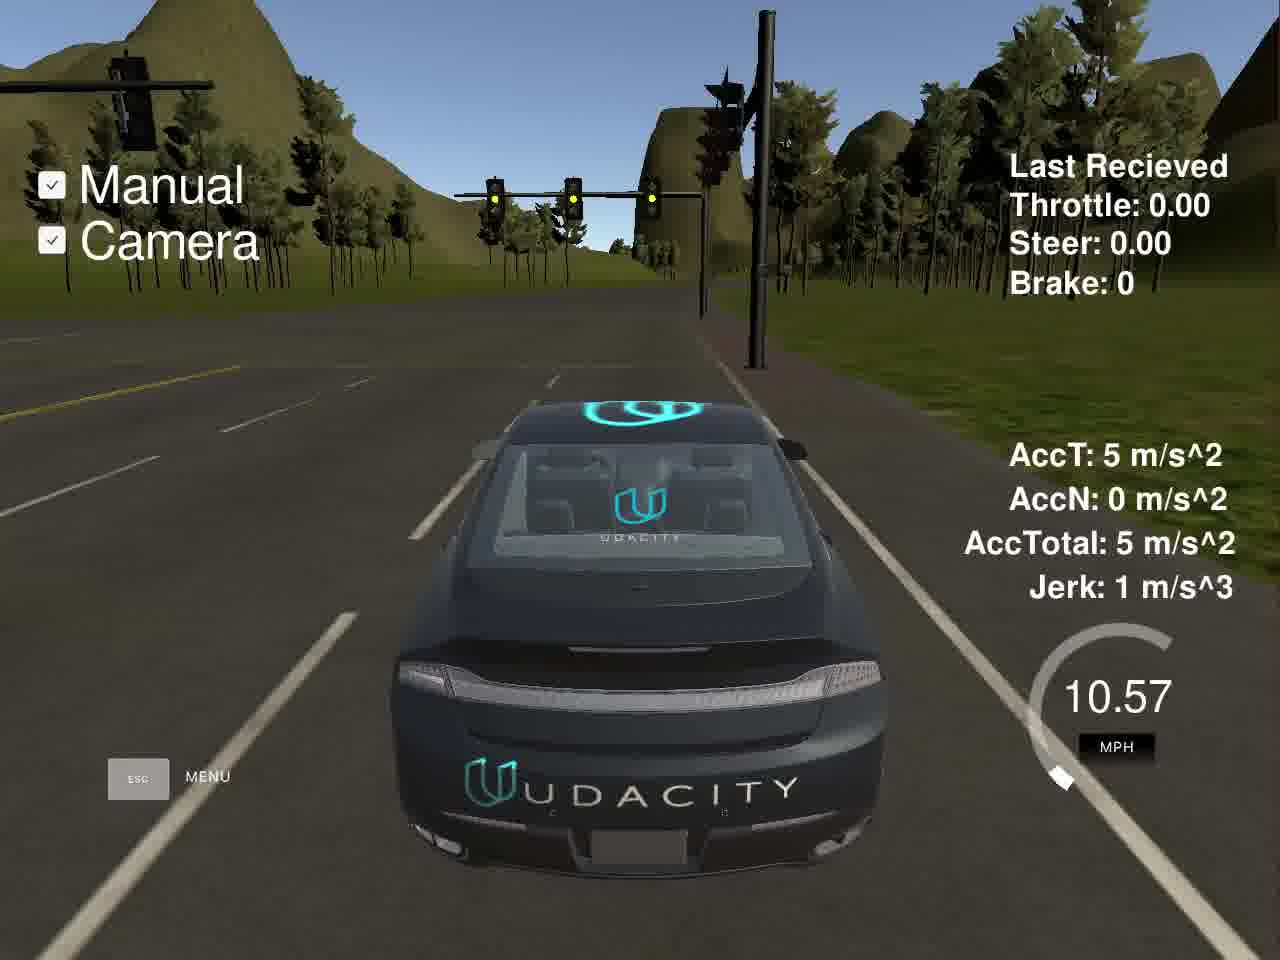 Manual
Camera
Last Recieved
Throttle: 0.00
Steer: 0.00
Brake: 0
AccT: 5 m/s^2
AccN: 0 m/s^2
AccTotal: 5 m/s^2
Jerk: 1 m/s^3
10.57
MPH
ESC
MENU
UDACITY
UDACITY